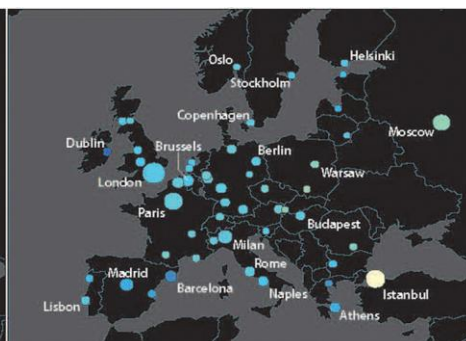 Oslo
Helsinki
Stockholm
Copenhagen
Moscow
Dublin
Brussels
Berlin
London
Warsaw
Paris
Budapest
Milan
Madrid
Rome
Lisbon
Barcelona
Naples
Istanbul
Athens